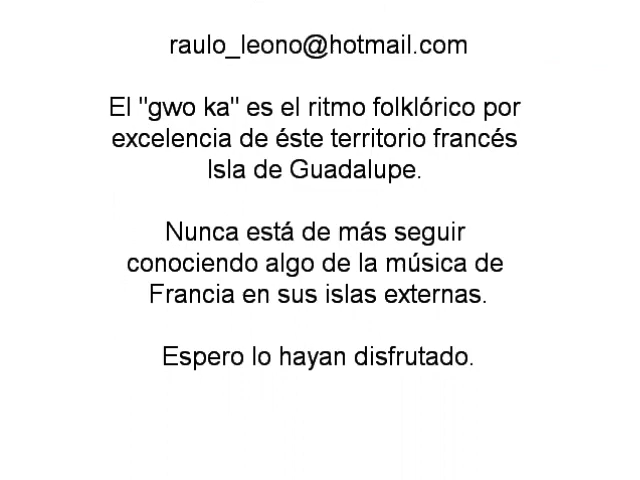 raulo_leono@hotmail.com
El "gwo ka" es el ritmo folklórico por
excelencia de éste territorio francés
Isla de Guadalupe.
Nunca está de más seguir
conociendo algo de la música de
Francia en sus islas externas.
Espero lo hayan disfrutado.